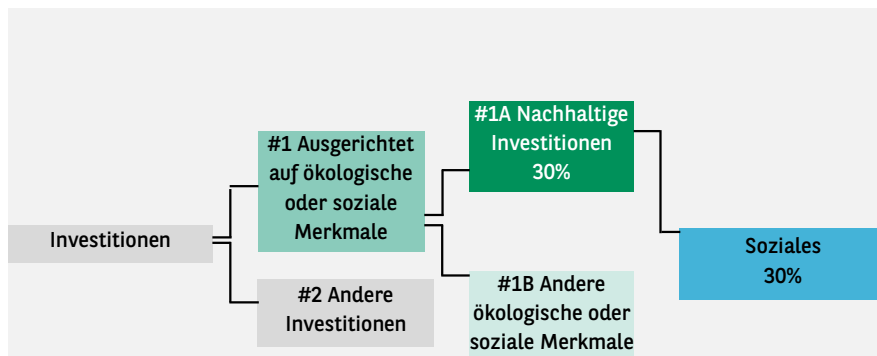 Investitionen
#1 Ausgerichtet
auf ökologische
oder soziale
Merkmale
#2 Andere
Investitionen
#1A Nachhaltige
Investitionen
30%
#1B Andere
ökologische oder
soziale Merkmale
Soziales
30%